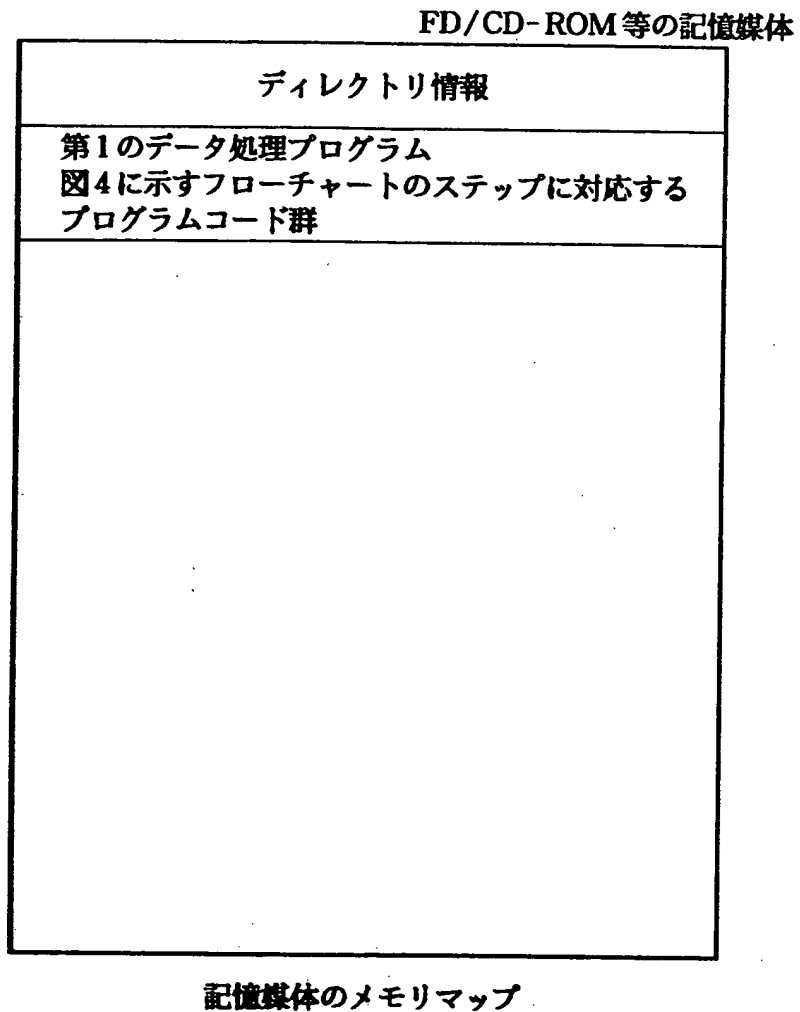 FD/CD-ROM等の記憶媒体
ディレクトリ情報
第1のデータ処理プログラム
図4に示すフローチャートのステップに対応する
プログラムコード群
記憶媒体のメモリマップ